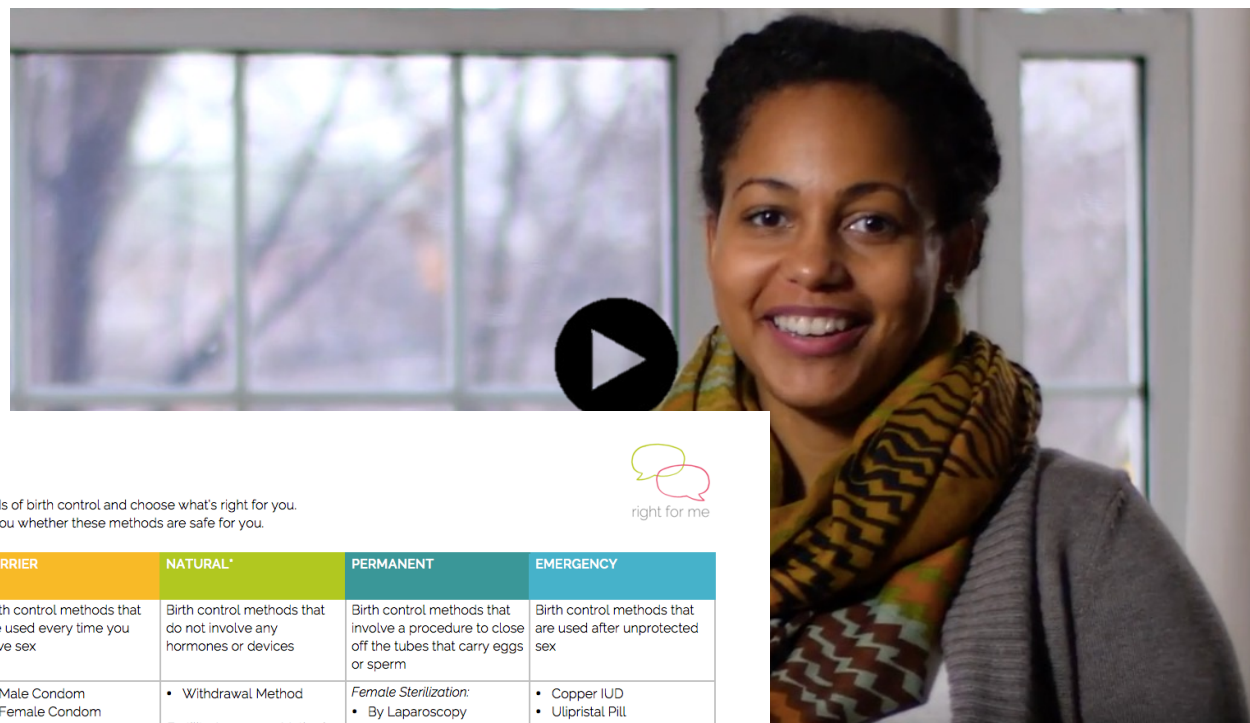 ds of birth control and choose what's right for you.
ou whether these methods are safe for you.
right for me
RRIER
NATURAL*
PERMANENT
EMERGENCY
th control methods that
e used every time you
ve sex
Birth control methods that
do not involve any
hormones or devices
Birth control methods that
involve a procedure to close
off the tubes that carry eggs
or sperm
Birth control methods that
are used after unprotected
sex
Male Condom
Female Condom
• Withdrawal Method
Female Sterilization:
• By Laparoscopy
• Copper IUD
• Ulipristal Pill